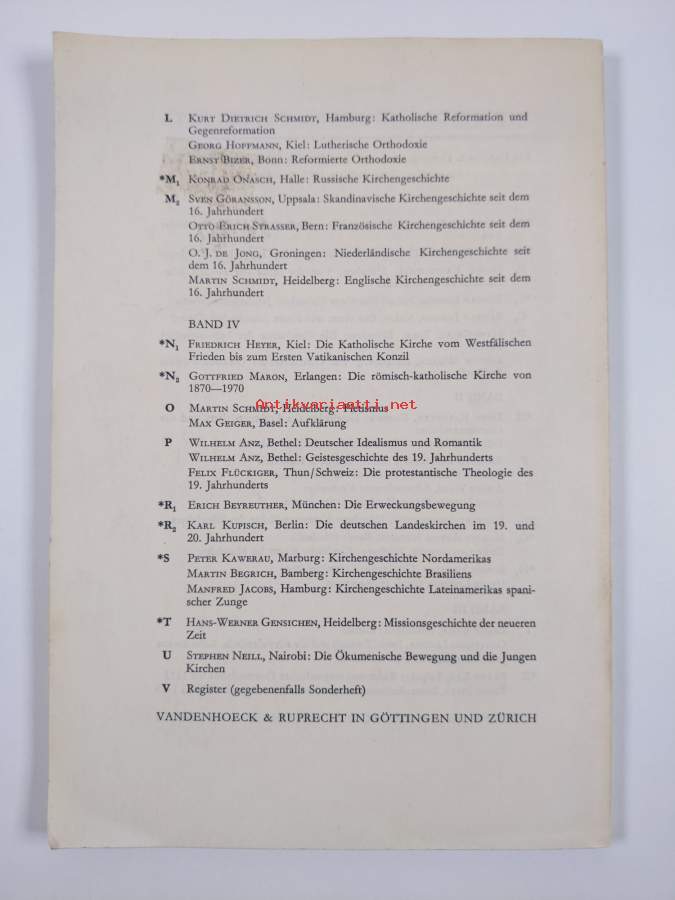 L KURT DIETRICH SCHMIDT, Hamburg: Katholische Reformation und
Gegenreformation
GEORG HOFFMANN, Kiel: Lutherische Orthodoxie
ERNST BIZER, Bonn: Reformierte Orthodoxie
*M₁ KONRAD ONASCH, Halle: Russische Kirchengeschichte
M₂ SVEN GÖRANSSON, Uppsala: Skandinavische Kirchengeschichte seit dem
16. Jahrhundert
OTTO ERICH STRASSER, Bern: Französische Kirchengeschichte seit dem
16. Jahrhundert
O. J. DE JONG, Groningen: Niederländische Kirchengeschichte seit
dem 16. Jahrhundert
MARTIN SCHMIDT, Heidelberg: Englische Kirchengeschichte seit dem
16. Jahrhundert
BAND IV
*N₁ FRIEDRICH HEYER, Kiel: Die Katholische Kirche vom Westfälischen
Frieden bis zum Ersten Vatikanischen Konzil
*N₂ GOTTFRIED MARON, Erlangen: Die römisch-katholische Kirche von
1870—1970
Antikvariaatti.net
O MARTIN SCHMIDT, Heidelberg: Pietismus
MAX GEIGER, Basel: Aufklärung
P WILHELM ANZ, Bethel: Deutscher Idealismus und Romantik
WILHELM ANZ, Bethel: Geistesgeschichte des 19. Jahrhunderts
FELIX FLÜCKIGER, Thun/Schweiz: Die protestantische Theologie des
19. Jahrhunderts
*R₁ ERICH BEYREUTHER, München: Die Erweckungsbewegung
*R₂ KARL KUPISCH, Berlin: Die deutschen Landeskirchen im 19. und
20. Jahrhundert
*S PETER KAWERAU, Marburg: Kirchengeschichte Nordamerikas
MARTIN BEGRICH, Bamberg: Kirchengeschichte Brasiliens
MANFRED JACOBS, Hamburg: Kirchengeschichte Lateinamerikas spani-
scher Zunge
*T HANS-WERNER GENSICHEN, Heidelberg: Missionsgeschichte der neueren
Zeit
U STEPHEN NEILL, Nairobi: Die Ökumenische Bewegung und die Jungen
Kirchen
V Register (gegebenenfalls Sonderheft)
VANDENHOECK & RUPRECHT IN GÖTTINGEN UND ZÜRICH